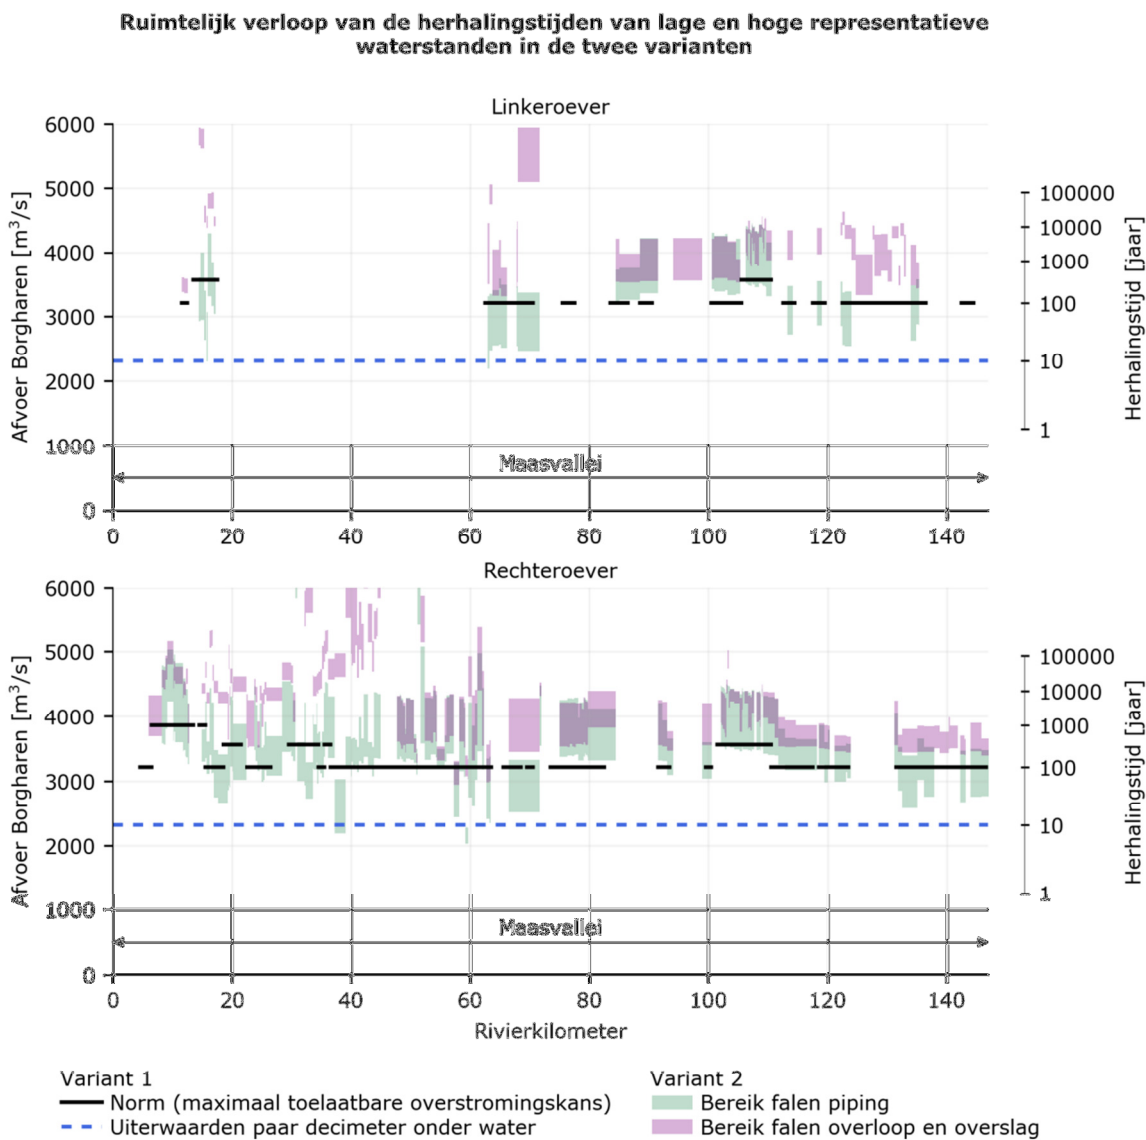 Ruimtelijk verloop van de herhalingstijden van lage en hoge representatieve
waterstanden in de twee varianten
Linkeroever
6000
5000
4000
3000
2000
1000
0
Afvoer Borgharen [m³/s]
100000
10000
1000
100
10
1
Herhalingstijd [jaar]
Maasvallei
0 20 40 60 80 100 120 140
Rechteroever
6000
5000
4000
3000
2000
1000
0
Afvoer Borgharen [m³/s]
100000
10000
1000
100
10
1
Herhalingstijd [jaar]
Maasvallei
0 20 40 60 80 100 120 140
Rivierkilometer
Variant 1
Norm (maximaal toelaatbare overstromingskans)
Uiterwaarden paar decimeter onder water
Variant 2
Bereik falen piping
Bereik falen overloop en overslag